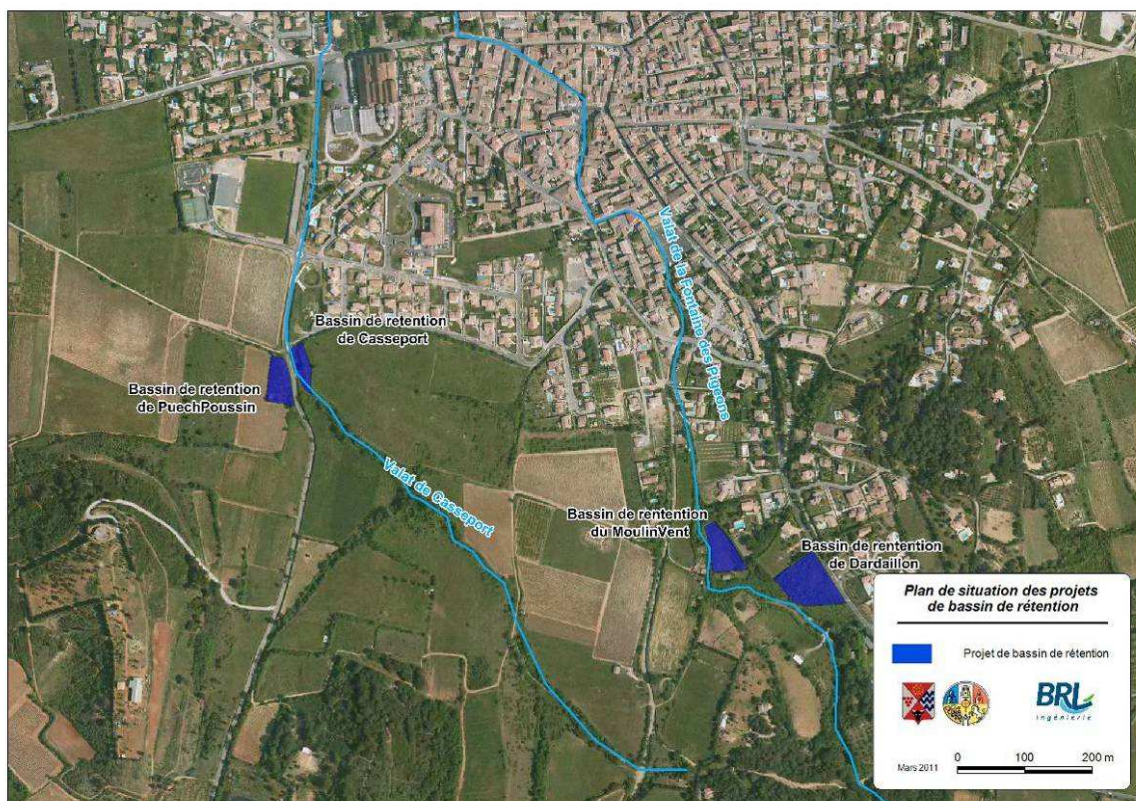 Valat de la Fontaine des Pigeons
Bassin de retention
de Casseport
Bassin de retention
de PuechPoussin
Valat de Casseport
Bassin de rentention
du MoulinVent
Bassin de rentention
de Dardaillon
Plan de situation des projets
de bassin de rétention
Projet de bassin de rétention
BRL
Ingénierie
Mars 2011
0 100 200 m